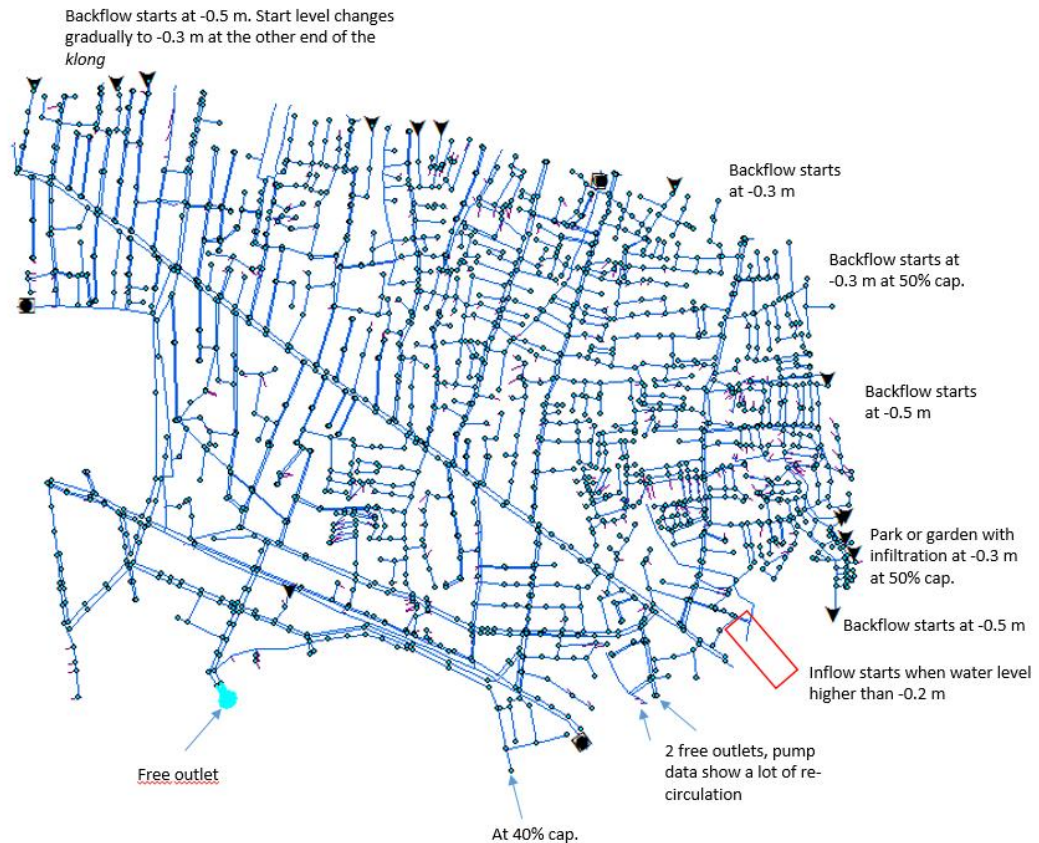 Backflow starts at -0.5 m. Start level changes
gradually to -0.3 m at the other end of the
klong
Backflow starts
at -0.3 m
Backflow starts at
-0.3 m at 50% cap.
Backflow starts
at -0.5 m
Park or garden with
infiltration at -0.3 m
at 50% cap.
Backflow starts at -0.5 m
Inflow starts when water level
higher than -0.2 m
2 free outlets, pump
data show a lot of re-
circulation
Free outlet
At 40% cap.